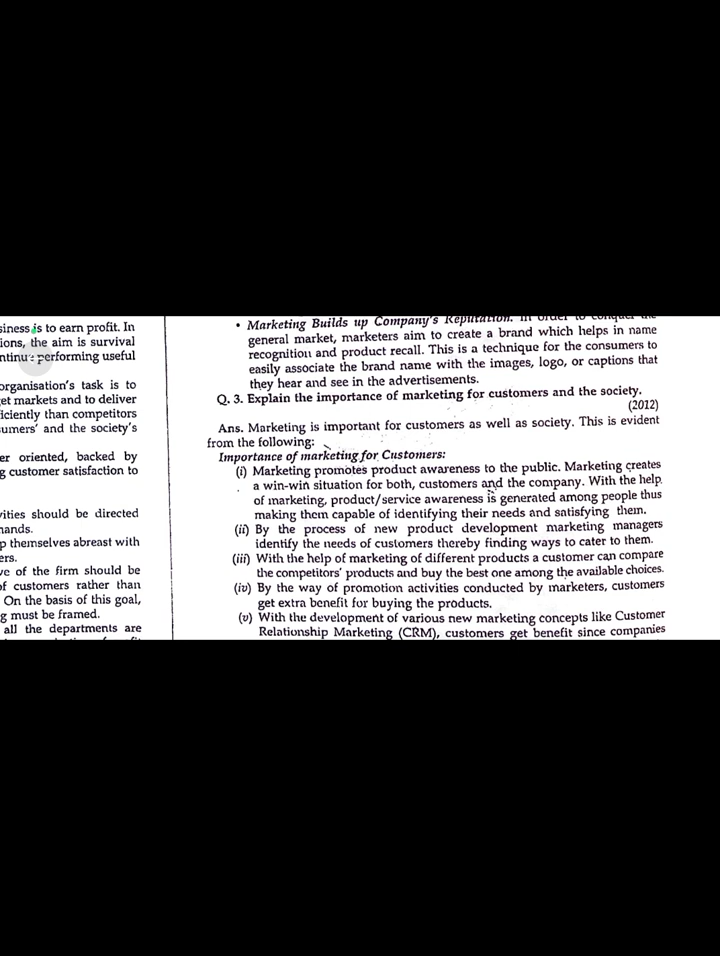 siness is to earn profit. In
ions, the aim is survival
performing useful
organisation's task is to
et markets and to deliver
iciently than competitors
umers' and the society's
er oriented, backed by
g customer satisfaction to
vities should be directed
nands.
p themselves abreast with
ers.
ve of the firm should be
of customers rather than
On the basis of this goal,
g must be framed.
all the departments are
• Marketing Builds up Company's Reputation. In order to conquer the
general market, marketers aim to create a brand which helps in name
recognition and product recall. This is a technique for the consumers to
easily associate the brand name with the images, logo, or captions that
they hear and see in the advertisements.
Q. 3. Explain the importance of marketing for customers and the society.
(2012)
Ans. Marketing is important for customers as well as society. This is evident
from the following:
Importance of marketing for Customers:
(i) Marketing promotes product awareness to the public. Marketing creates
a win-win situation for both, customers and the company. With the help
of marketing, product/service awareness is generated among people thus
making them capable of identifying their needs and satisfying them.
(ii) By the process of new product development marketing managers
identify the needs of customers thereby finding ways to cater to them.
(iii) With the help of marketing of different products a customer can compare
the competitors' products and buy the best one among the available choices.
(iv) By the way of promotion activities conducted by marketers, customers
get extra benefit for buying the products.
(v) With the development of various new marketing concepts like Customer
Relationship Marketing (CRM), customers get benefit since companies